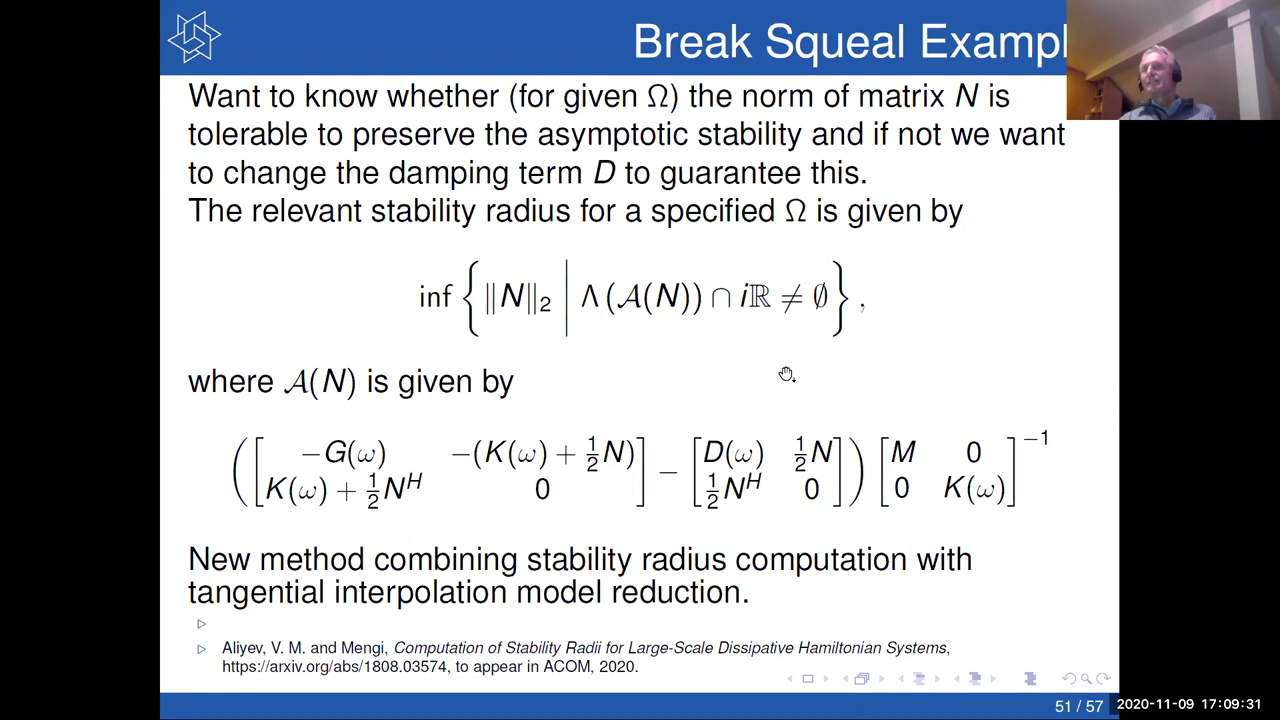 Break Squeal Exampl
Want to know whether (for given Ω) the norm of matrix N is
tolerable to preserve the asymptotic stability and if not we want
to change the damping term D to guarantee this.
The relevant stability radius for a specified Ω is given by
inf { ‖N‖₂ | Λ (𝒜(N)) ∩ iℝ ≠ ∅ } ,
where 𝒜(N) is given by
( [ −G(ω) −(K(ω) + ½N) ; K(ω) + ½Nᴴ 0 ] − [ D(ω) ½N ; ½Nᴴ 0 ] ) [ M 0 ; 0 K(ω) ]⁻¹
New method combining stability radius computation with
tangential interpolation model reduction.
Aliyev, V. M. and Mengi, Computation of Stability Radii for Large-Scale Dissipative Hamiltonian Systems,
https://arxiv.org/abs/1808.03574, to appear in ACOM, 2020.
51 / 57
2020-11-09 17:09:31